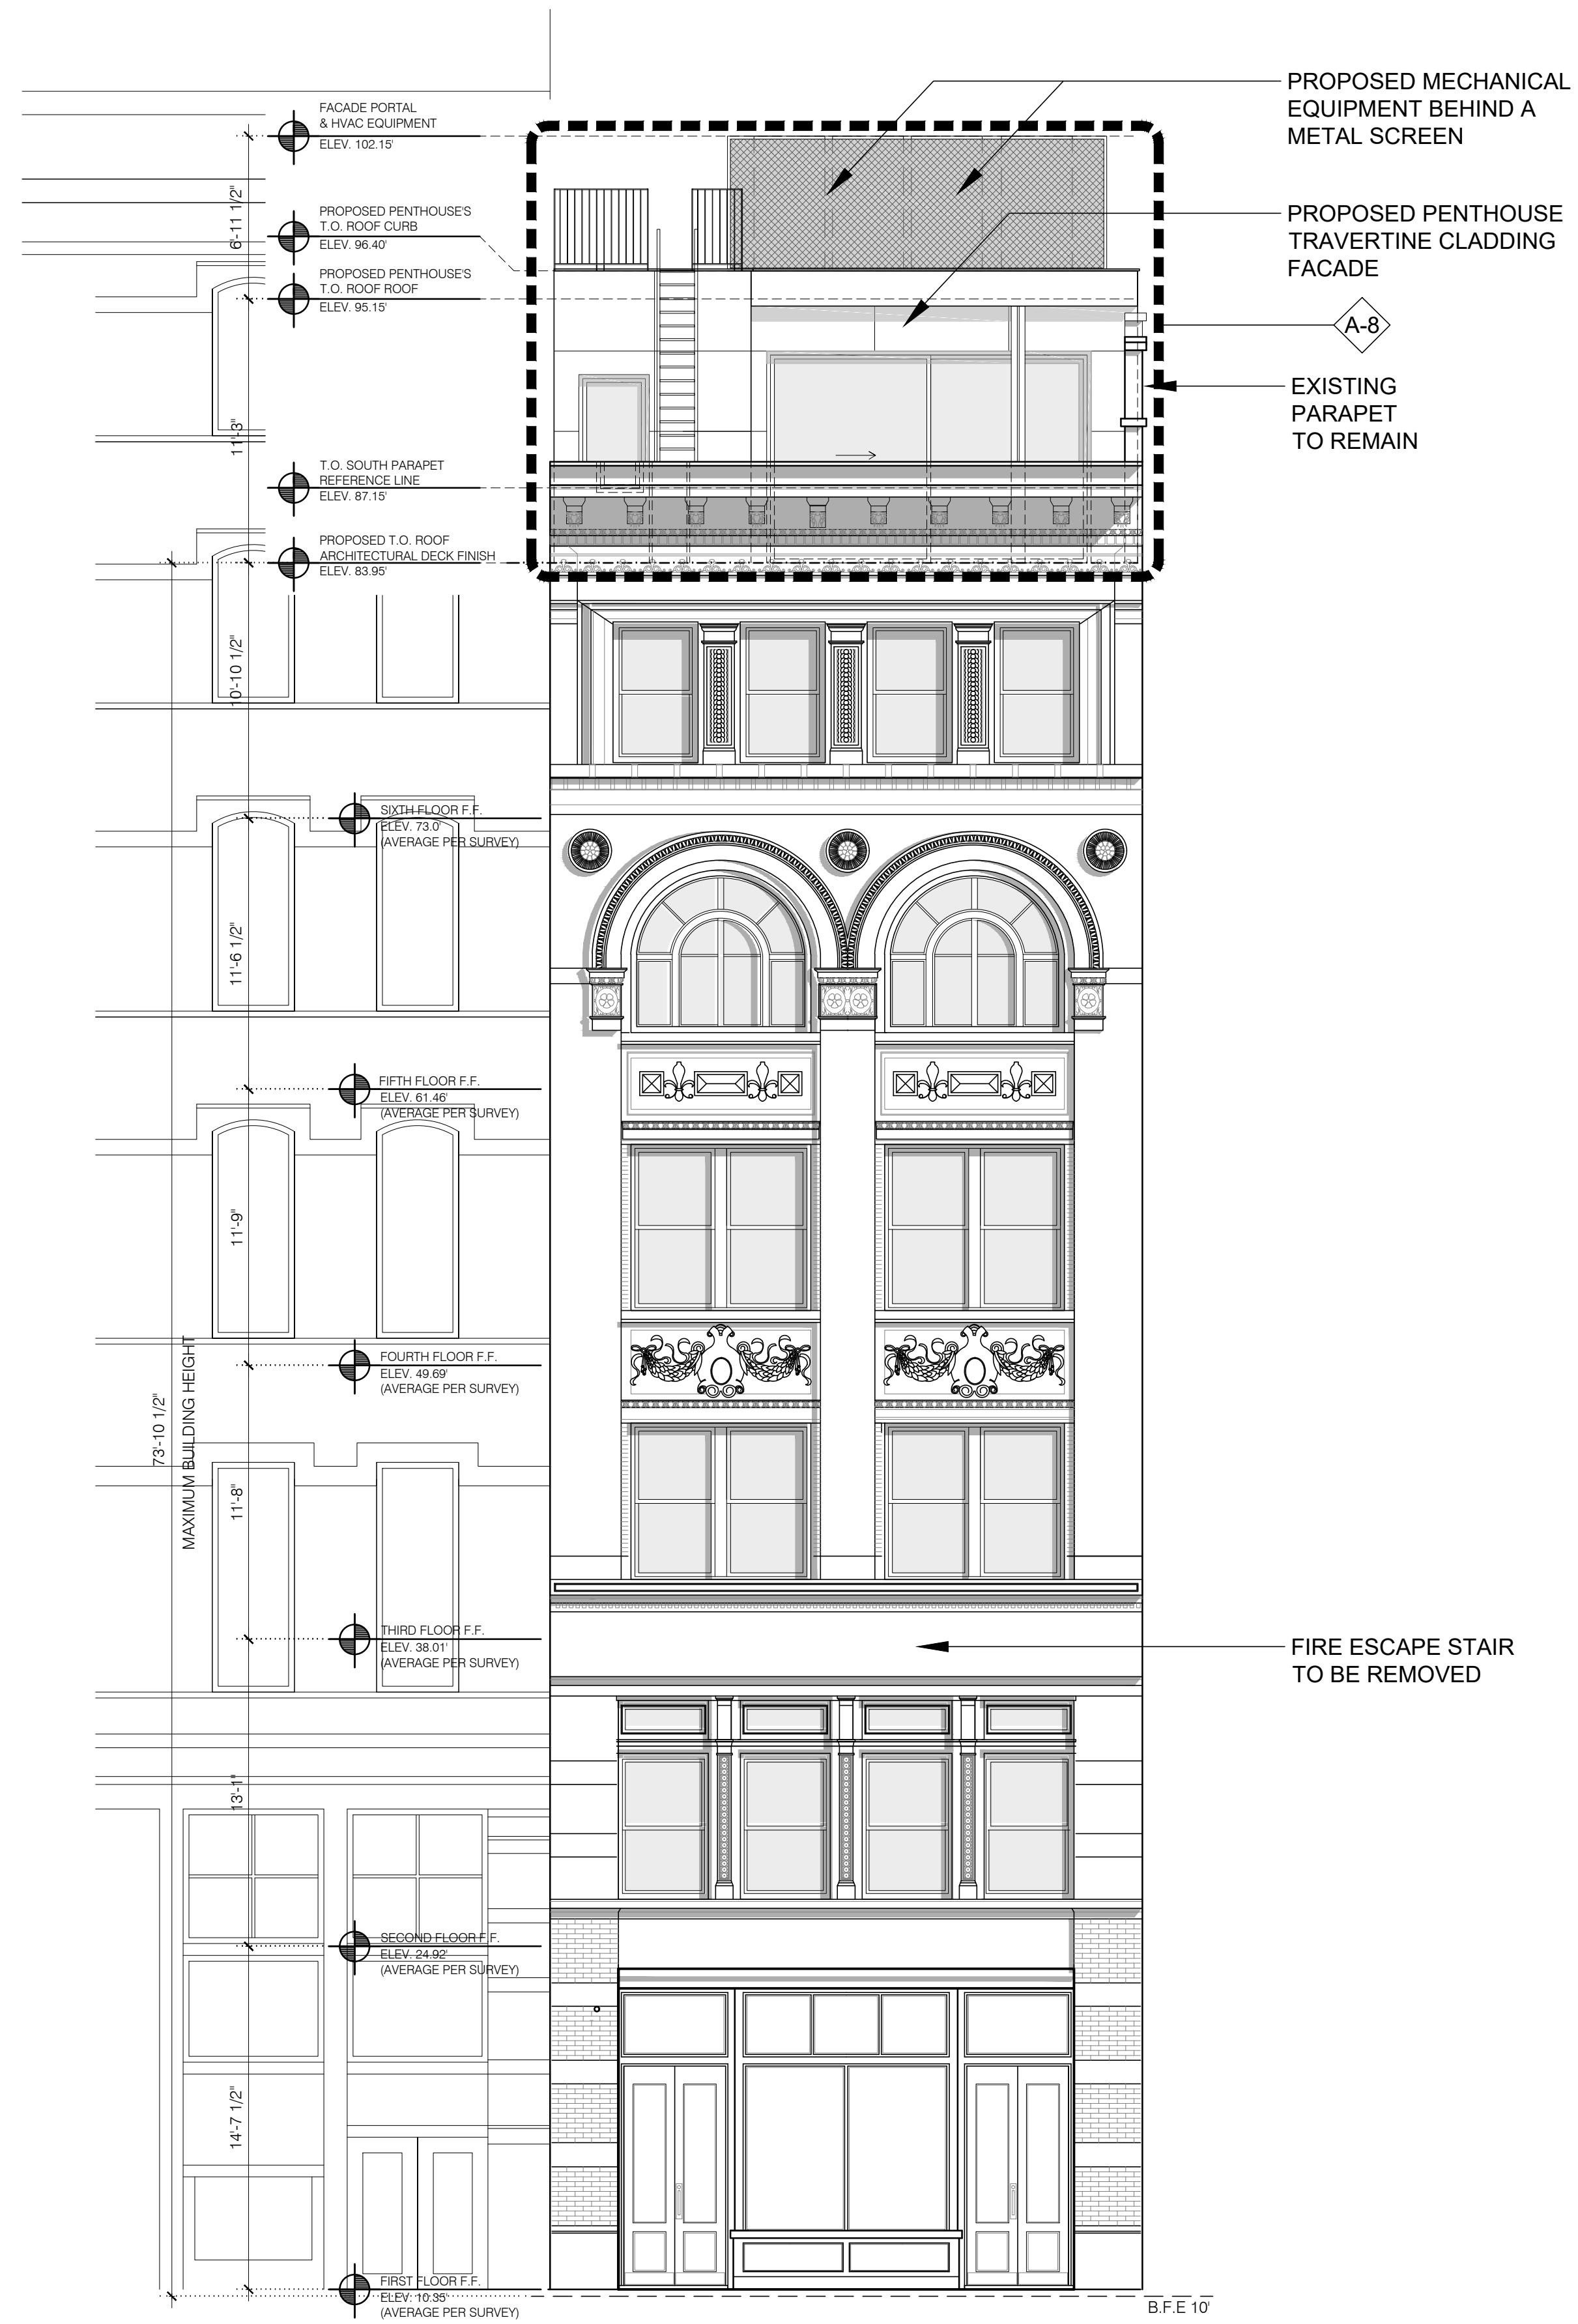 FACADE PORTAL
& HVAC EQUIPMENT
ELEV. 102.15'
6'-11 1/2"
PROPOSED PENTHOUSE'S
T.O. ROOF CURB
ELEV. 96.40'
PROPOSED PENTHOUSE'S
T.O. ROOF ROOF
ELEV. 95.15'
11'-3"
T.O. SOUTH PARAPET
REFERENCE LINE
ELEV. 87.15'
PROPOSED T.O. ROOF
ARCHITECTURAL DECK FINISH
ELEV. 83.95'
10'-10 1/2"
SIXTH FLOOR F.F.
ELEV. 73.0'
(AVERAGE PER SURVEY)
11'-6 1/2"
FIFTH FLOOR F.F.
ELEV. 61.46'
(AVERAGE PER SURVEY)
11'-9"
FOURTH FLOOR F.F.
ELEV. 49.69'
(AVERAGE PER SURVEY)
73'-10 1/2"
MAXIMUM BUILDING HEIGHT
11'-8"
THIRD FLOOR F.F.
ELEV. 38.01'
(AVERAGE PER SURVEY)
13'-1"
SECOND FLOOR F.F.
ELEV. 24.92'
(AVERAGE PER SURVEY)
14'-7 1/2"
FIRST FLOOR F.F.
ELEV. 10.35'
(AVERAGE PER SURVEY)
PROPOSED MECHANICAL
EQUIPMENT BEHIND A
METAL SCREEN
PROPOSED PENTHOUSE
TRAVERTINE CLADDING
FACADE
A-8
EXISTING
PARAPET
TO REMAIN
FIRE ESCAPE STAIR
TO BE REMOVED
B.F.E 10'